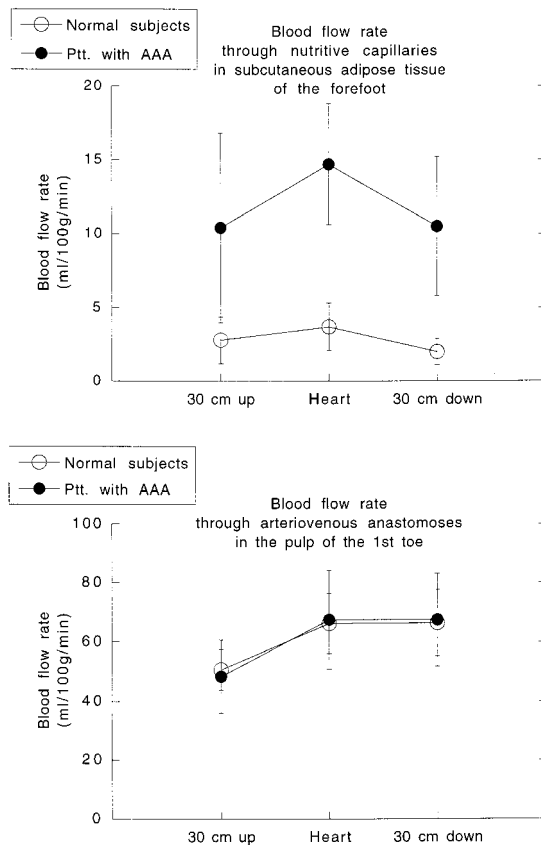 Normal subjects
Ptt. with AAA
Blood flow rate
through nutritive capillaries
in subcutaneous adipose tissue
of the forefoot
20
15
10
5
0
Blood flow rate
(ml/100g/min)
30 cm up
Heart
30 cm down
Normal subjects
Ptt. with AAA
Blood flow rate
through arteriovenous anastomoses
in the pulp of the 1st toe
100
80
60
40
20
0
Blood flow rate
(ml/100g/min)
30 cm up
Heart
30 cm down